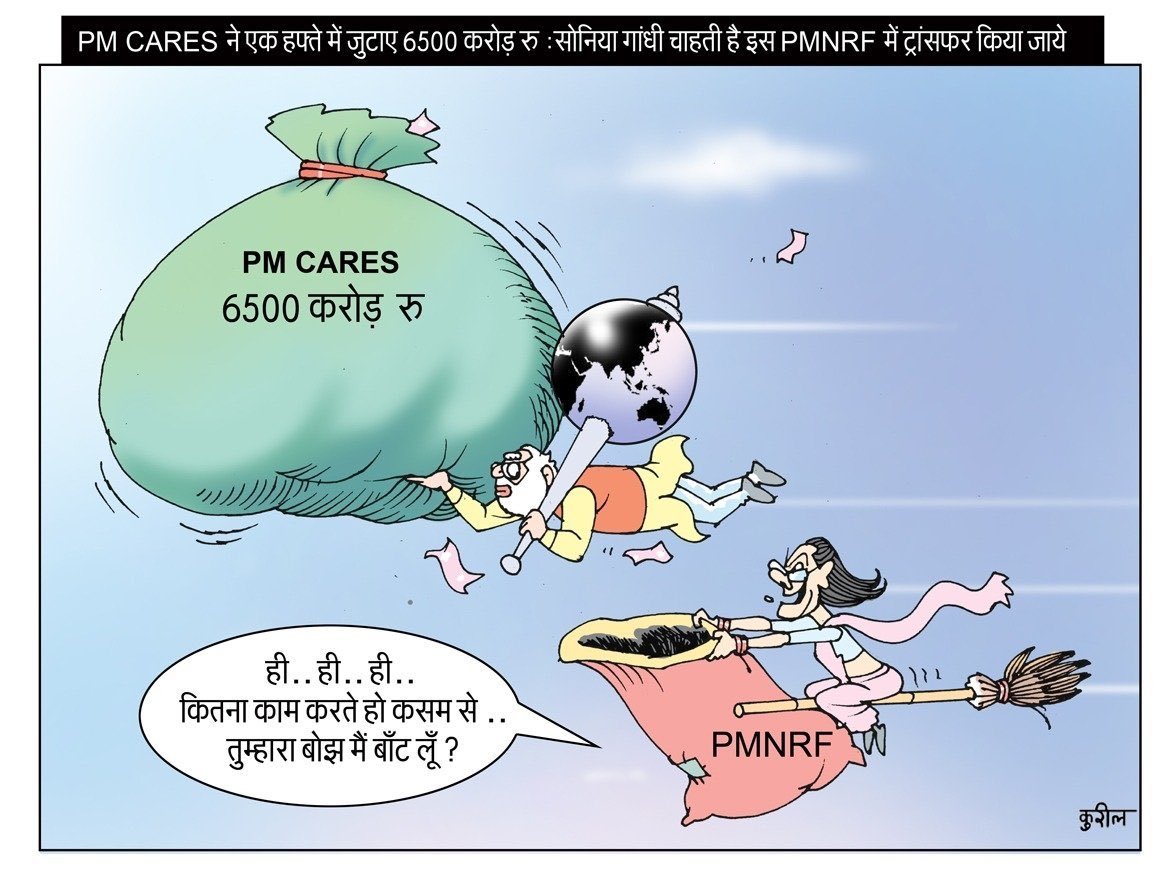 PM CARES ने एक हफ्ते में जुटाए 6500 करोड़ रु :सोनिया गांधी चाहती है इस PMNRF में ट्रांसफर किया जाये
PM CARES
6500 करोड़ रु
ही..ही..ही..
कितना काम करते हो कसम से ..
तुम्हारा बोझ मैं बाँट लूँ ?
PMNRF
कुरील